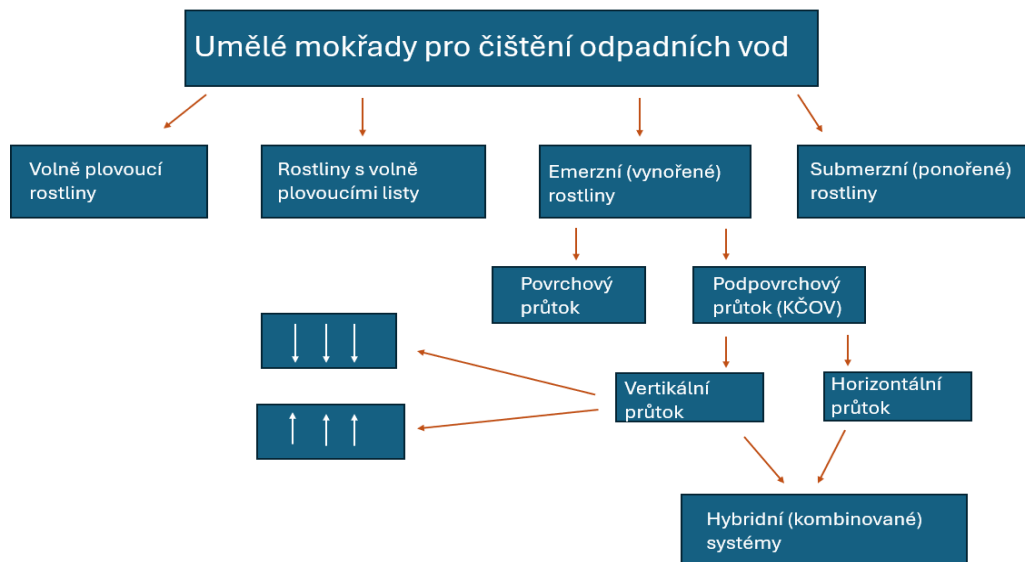 Umělé mokřady pro čištění odpadních vod
Volně plovoucí
rostliny
Rostliny s volně
plovoucími listy
Emerzní (vynořené)
rostliny
Submerzní (ponořené)
rostliny
Povrchový
průtok
Podpovrchový
průtok (KČOV)
Vertikální
průtok
Horizontální
průtok
Hybridní (kombinované)
systémy